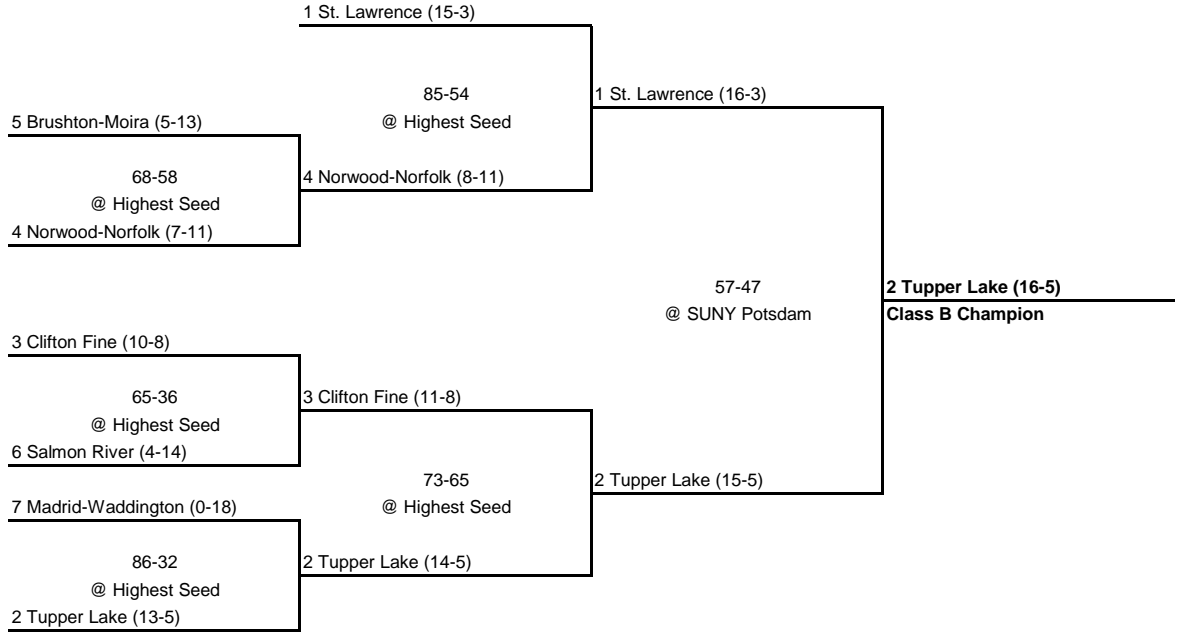 1 St. Lawrence (15-3)
85-54
@ Highest Seed
1 St. Lawrence (16-3)
5 Brushton-Moira (5-13)
68-58
@ Highest Seed
4 Norwood-Norfolk (8-11)
4 Norwood-Norfolk (7-11)
57-47
@ SUNY Potsdam
2 Tupper Lake (16-5)
Class B Champion
3 Clifton Fine (10-8)
65-36
@ Highest Seed
3 Clifton Fine (11-8)
6 Salmon River (4-14)
73-65
@ Highest Seed
2 Tupper Lake (15-5)
7 Madrid-Waddington (0-18)
86-32
@ Highest Seed
2 Tupper Lake (14-5)
2 Tupper Lake (13-5)